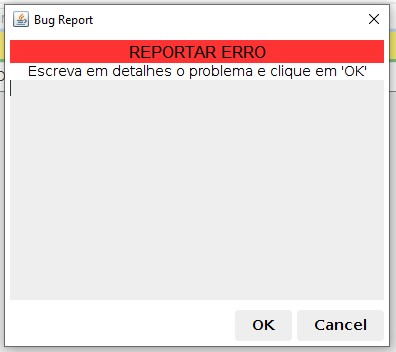 Bug Report
REPORTAR ERRO
Escreva em detalhes o problema e clique em 'OK'
OK
Cancel